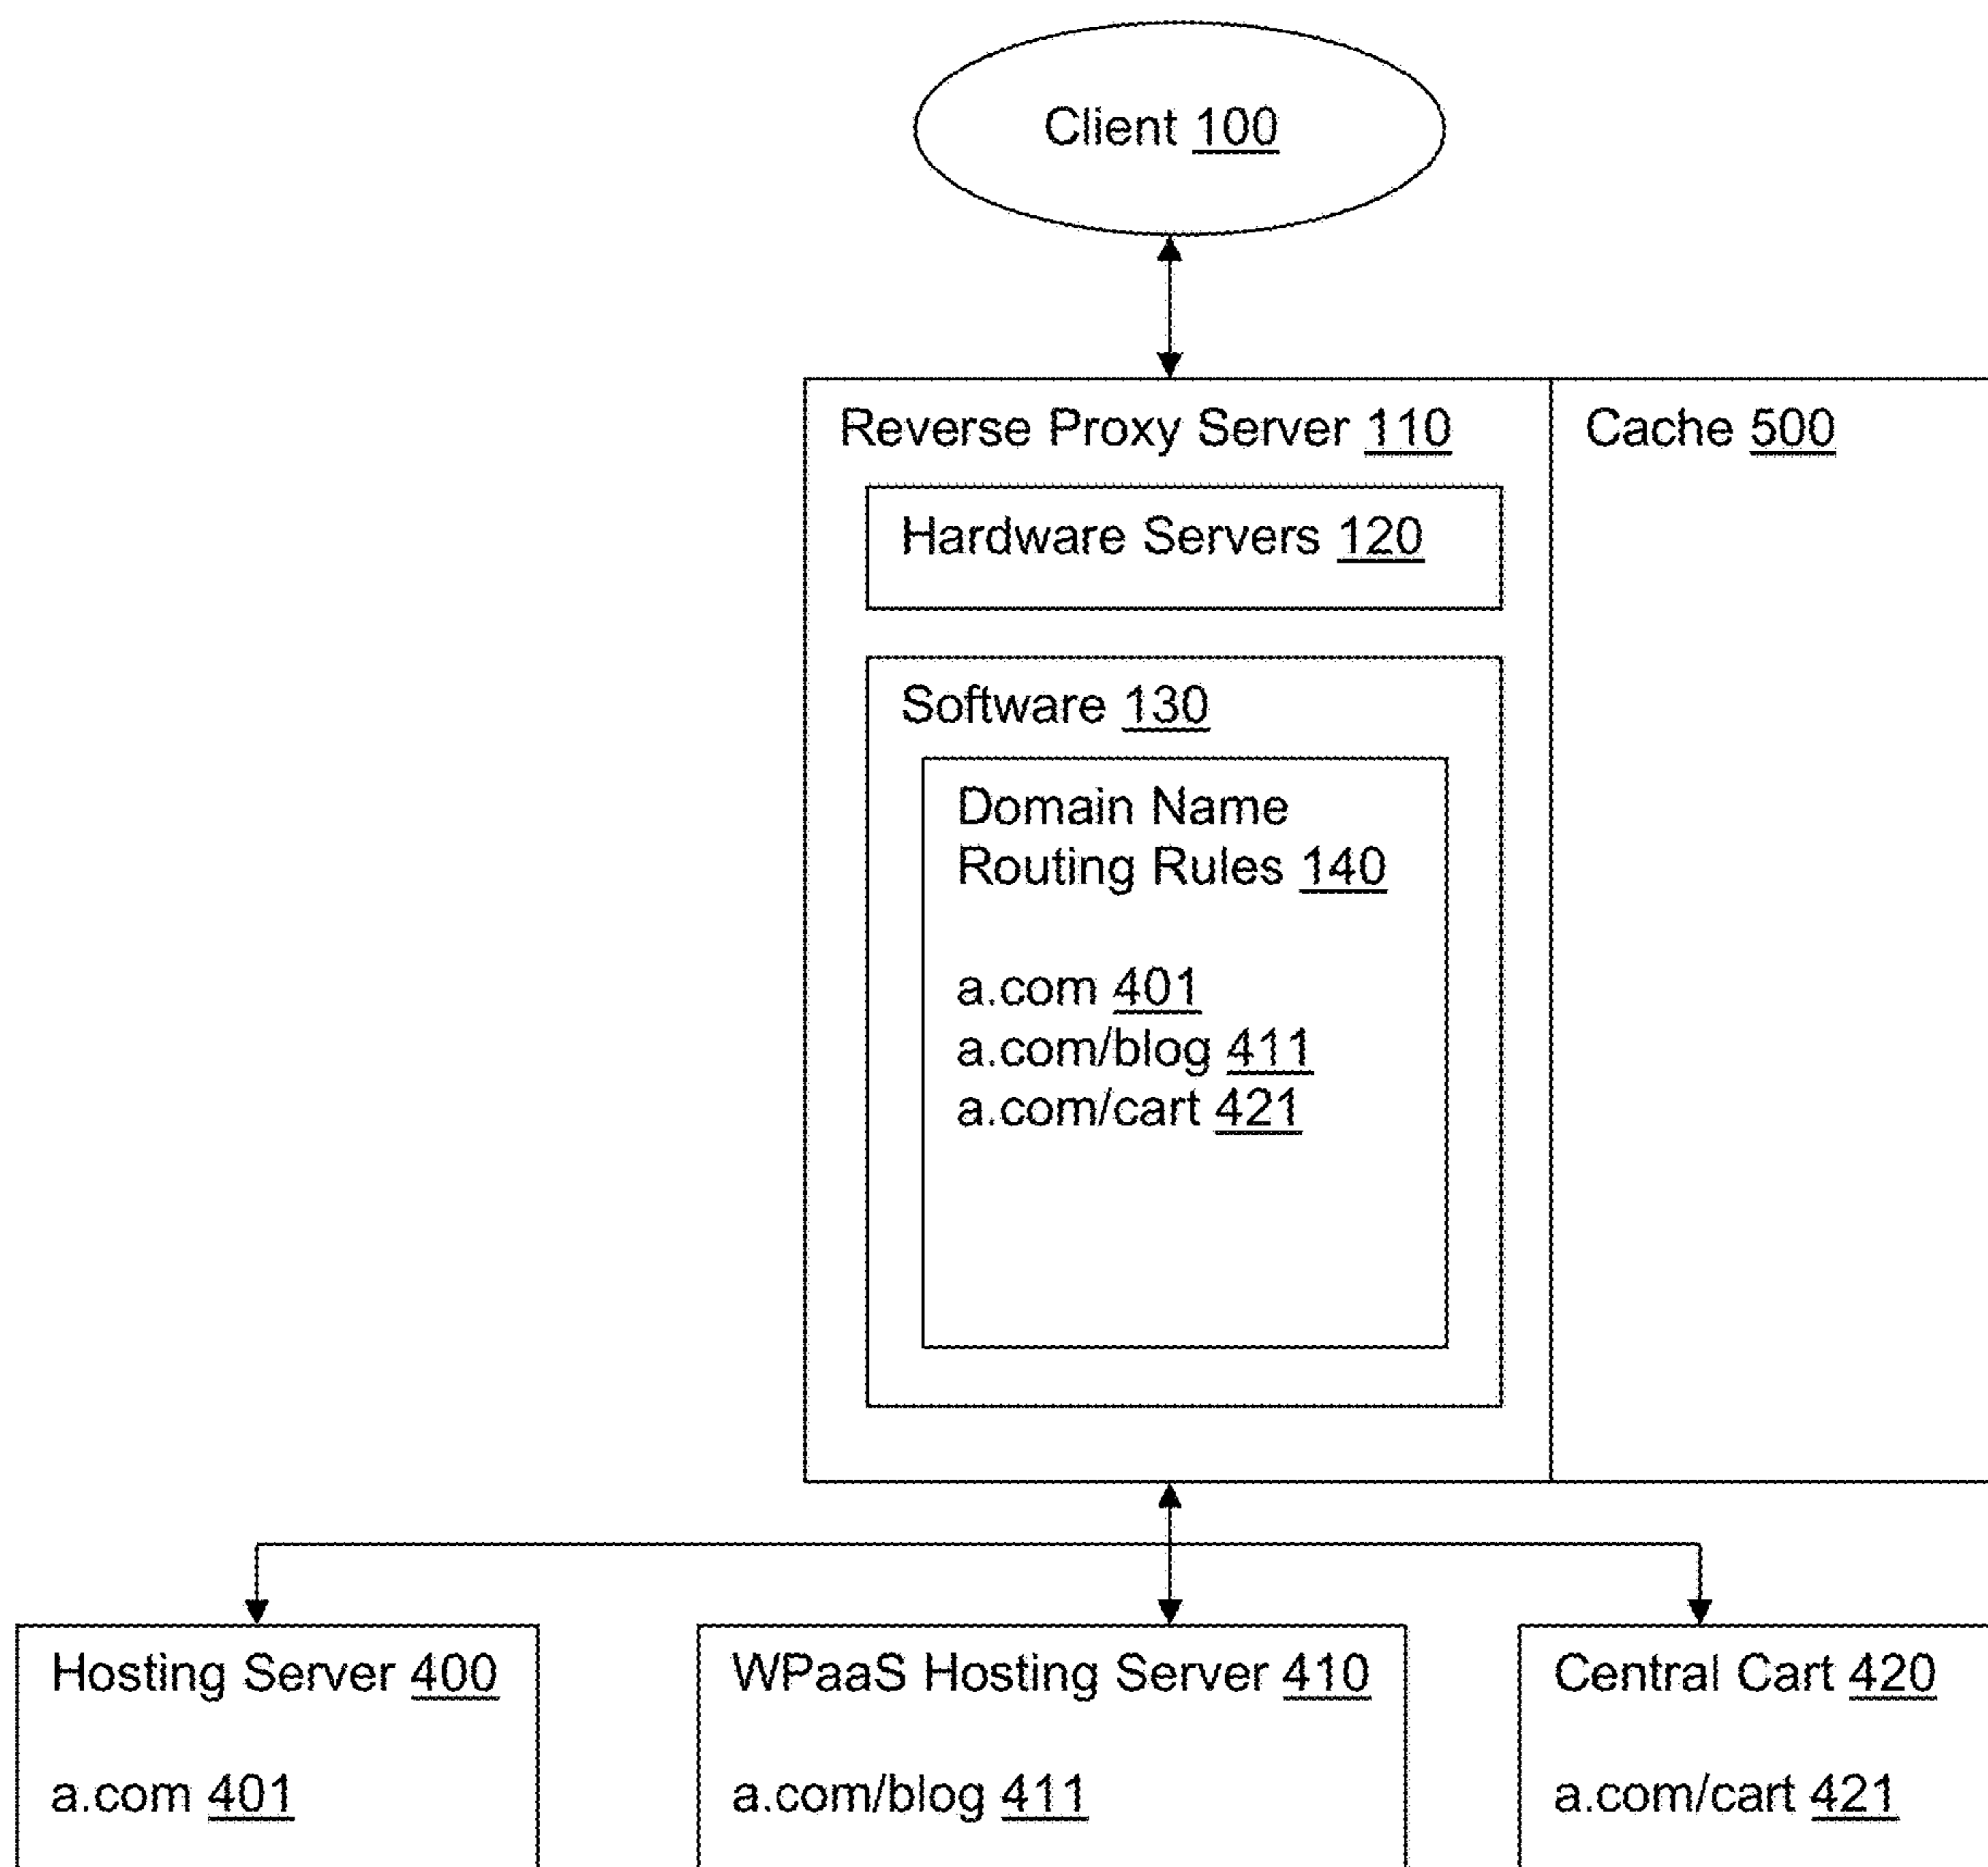 Client 100
Reverse Proxy Server 110
Cache 500
Hardware Servers 120
Software 130
Domain Name
Routing Rules 140
a.com 401
a.com/blog 411
a.com/cart 421
Hosting Server 400
a.com 401
WPaaS Hosting Server 410
a.com/blog 411
Central Cart 420
a.com/cart 421